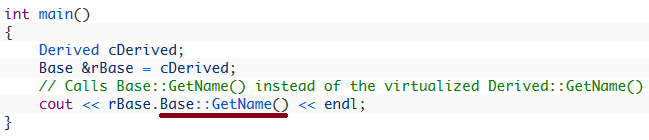 int main()
{
    Derived cDerived;
    Base &rBase = cDerived;
    // Calls Base::GetName() instead of the virtualized Derived::GetName()
    cout << rBase.Base::GetName() << endl;
}